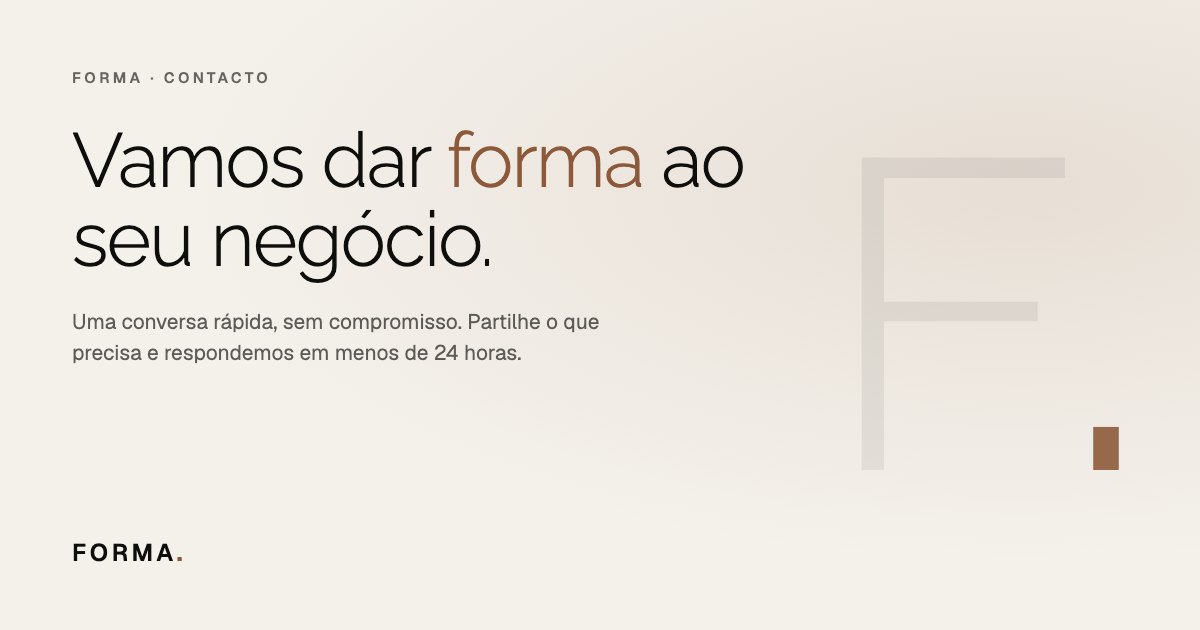 FORMA · CONTACTO
Vamos dar forma ao
seu negócio.
Uma conversa rápida, sem compromisso. Partilhe o que
precisa e respondemos em menos de 24 horas.
F.
FORMA.